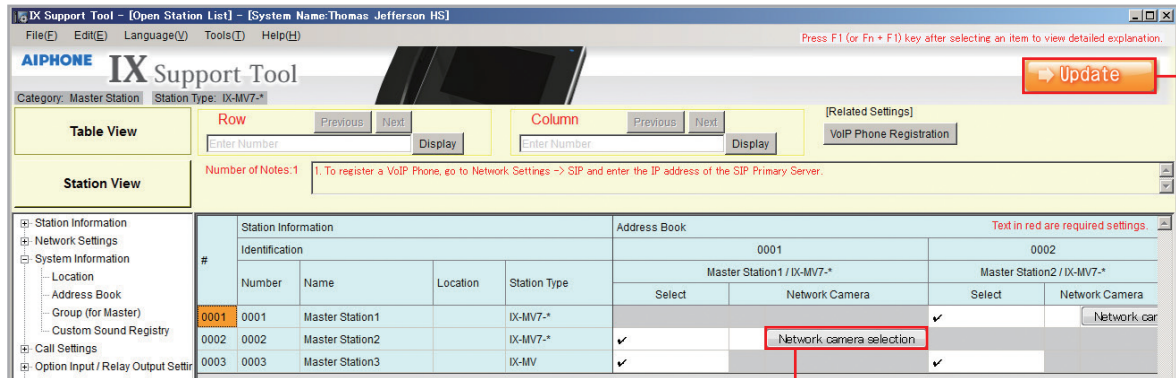 IX Support Tool - [Open Station List] - [System Name:Thomas Jefferson HS]
File(F) Edit(E) Language(V) Tools(T) Help(H)
Press F1 (or Fn + F1) key after selecting an item to view detailed explanation.
AIPHONE IX Support Tool
Update
Category: Master Station Station Type: IX-MV7-*
Table View
Row Previous Next
Enter Number Display
Column Previous Next
Enter Number Display
[Related Settings]
VoIP Phone Registration
Station View
Number of Notes:1
1. To register a VoIP Phone, go to Network Settings -> SIP and enter the IP address of the SIP Primary Server.
Station Information
Network Settings
System Information
Location
Address Book
Group (for Master)
Custom Sound Registry
Call Settings
Option Input / Relay Output Settin
# Station Information Address Book Text in red are required settings.
Identification 0001 0002
Master Station1 / IX-MV7-* Master Station2 / IX-MV7-*
Number Name Location Station Type Select Network Camera Select Network Camera
0001 0001 Master Station1 IX-MV7-* ✔ Network car
0002 0002 Master Station2 IX-MV7-* ✔ Network camera selection
0003 0003 Master Station3 IX-MV ✔ ✔